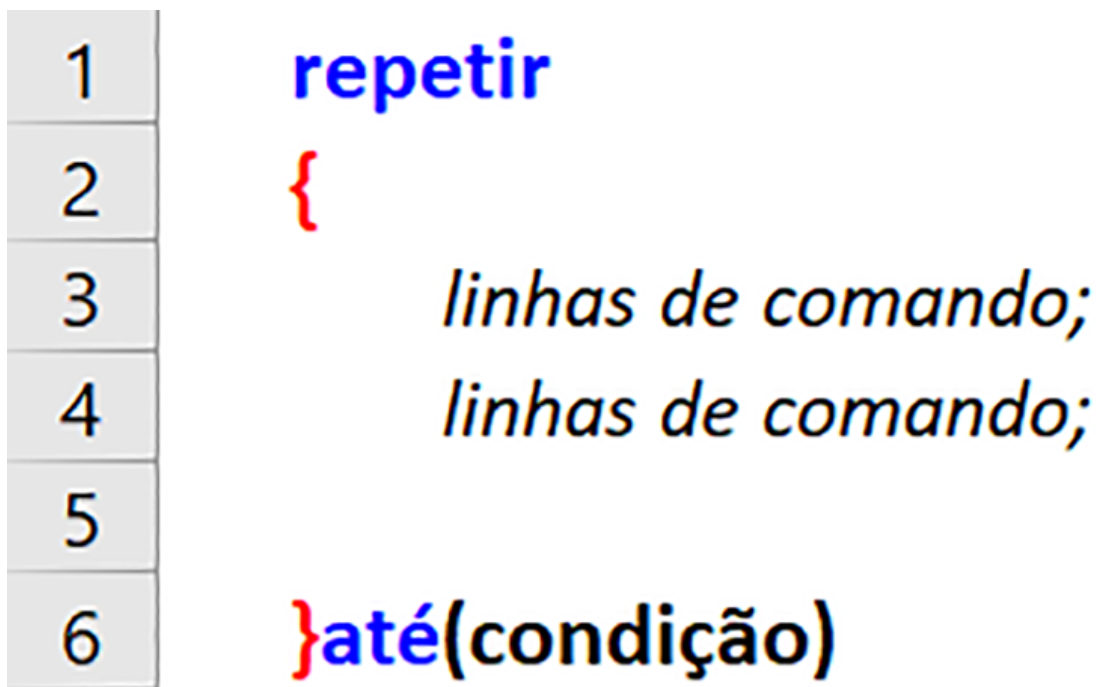 1 repetir
2 {
3 linhas de comando;
4 linhas de comando;
5
6 }até(condição)